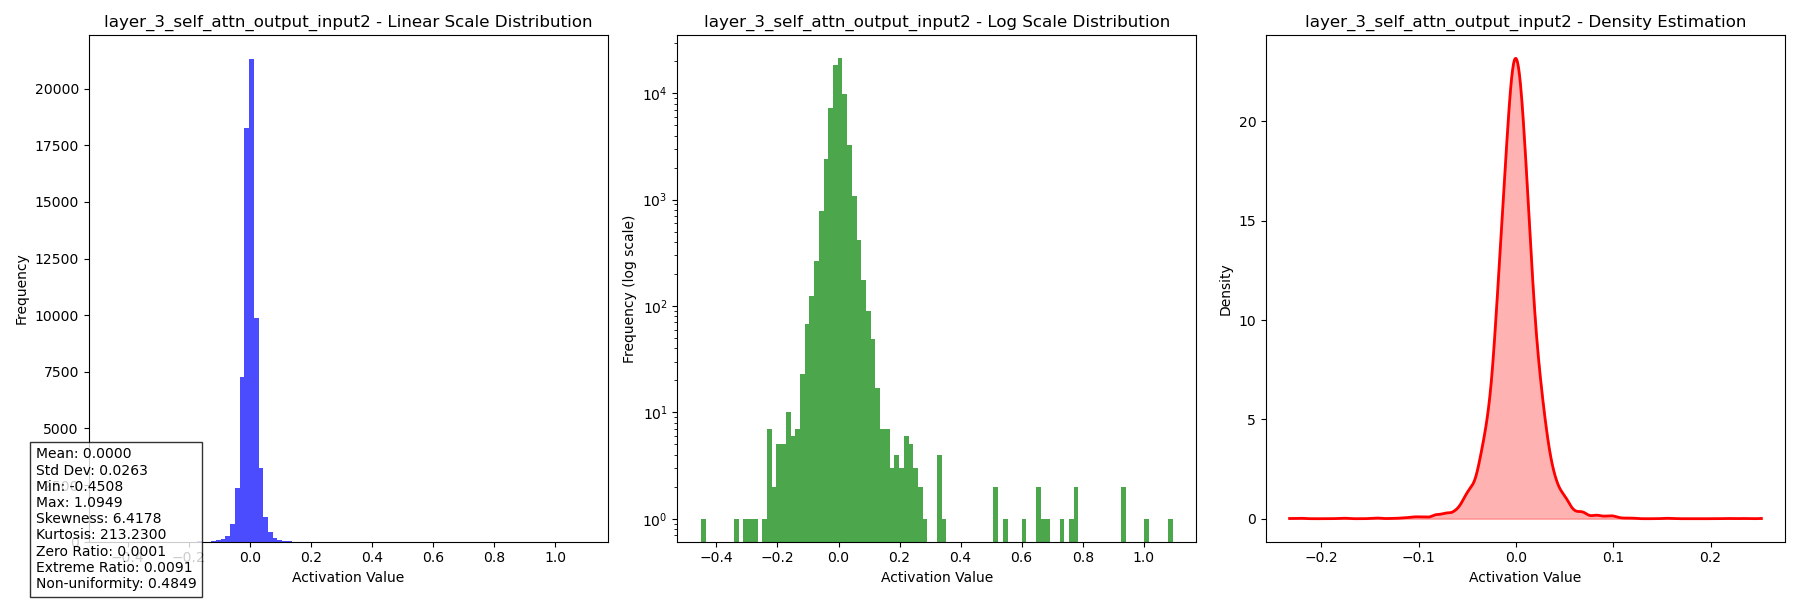 layer_3_self_attn_output_input2 - Linear Scale Distribution
20000
17500
15000
12500
10000
7500
5000
Frequency
0.0
0.2
0.4
0.6
0.8
1.0
Activation Value
Mean: 0.0000
Std Dev: 0.0263
Min: -0.4508
Max: 1.0949
Skewness: 6.4178
Kurtosis: 213.2300
Zero Ratio: 0.0001
Extreme Ratio: 0.0091
Non-uniformity: 0.4849
layer_3_self_attn_output_input2 - Log Scale Distribution
10⁴
10³
10²
10¹
10⁰
Frequency (log scale)
−0.4
−0.2
0.0
0.2
0.4
0.6
0.8
1.0
Activation Value
layer_3_self_attn_output_input2 - Density Estimation
20
15
10
5
0
Density
−0.2
−0.1
0.0
0.1
0.2
Activation Value